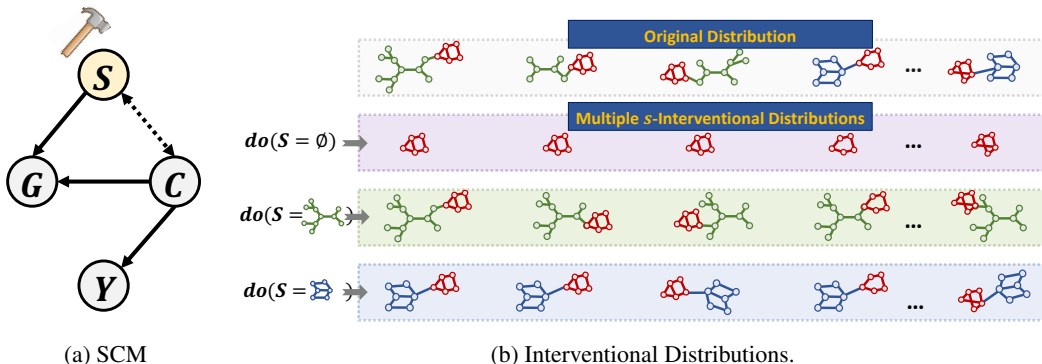 S
G
C
Y
(a) SCM
Original Distribution
...
Multiple s-Interventional Distributions
do(S = ∅)
...
do(S = )
...
do(S = )
...
(b) Interventional Distributions.